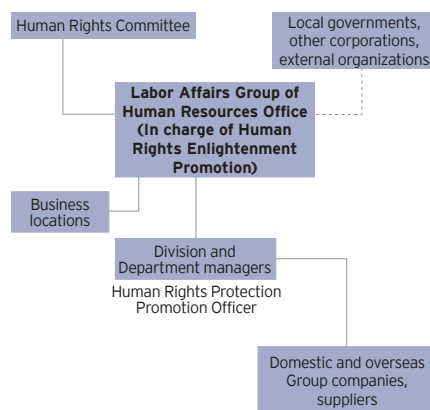 Human Rights Committee
Local governments,
other corporations,
external organizations
Labor Affairs Group of
Human Resources Office
(In charge of Human
Rights Enlightenment
Promotion)
Business
locations
Division and
Department managers
Human Rights Protection
Promotion Officer
Domestic and overseas
Group companies,
suppliers